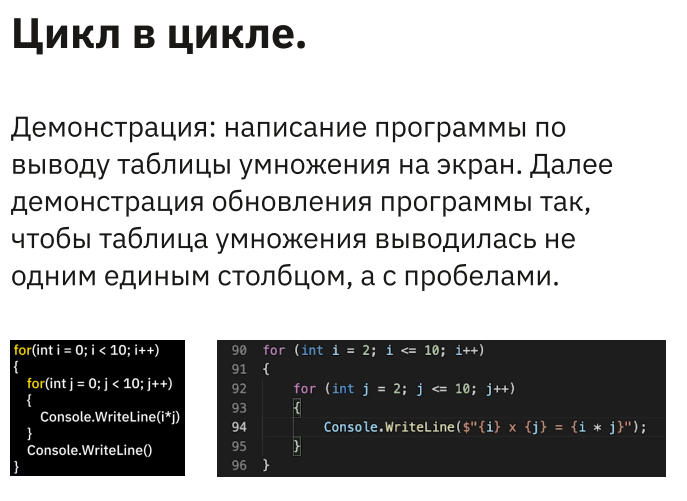 Цикл в цикле.
Демонстрация: написание программы по
выводу таблицы умножения на экран. Далее
демонстрация обновления программы так,
чтобы таблица умножения выводилась не
одним единым столбцом, а с пробелами.
for(int i = 0; i < 10; i++)
{
for(int j = 0; j < 10; j++)
{
Console.WriteLine(i*j)
}
Console.WriteLine()
}
90 for (int i = 2; i <= 10; i++)
91 {
92 for (int j = 2; j <= 10; j++)
93 {
94 Console.WriteLine($"{i} x {j} = {i * j}");
95 }
96 }